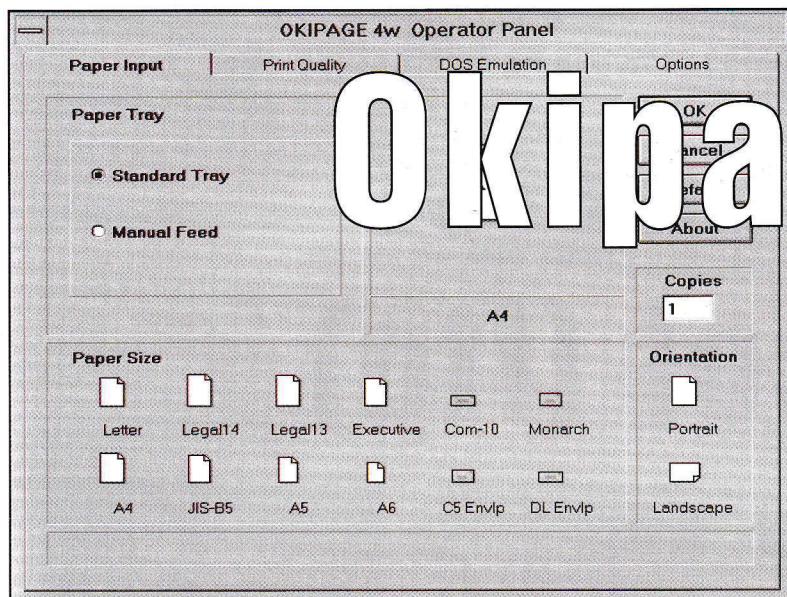 OKIPAGE 4w Operator Panel
Paper Input Print Quality DOS Emulation Options
Okipa
Paper Tray
Standard Tray
Manual Feed
OK
About
A4
Copies
1
Paper Size
Letter Legal14 Legal13 Executive Com-10 Monarch
A4 JIS-B5 A5 A6 C5 Envlp DL Envlp
Orientation
Portrait
Landscape